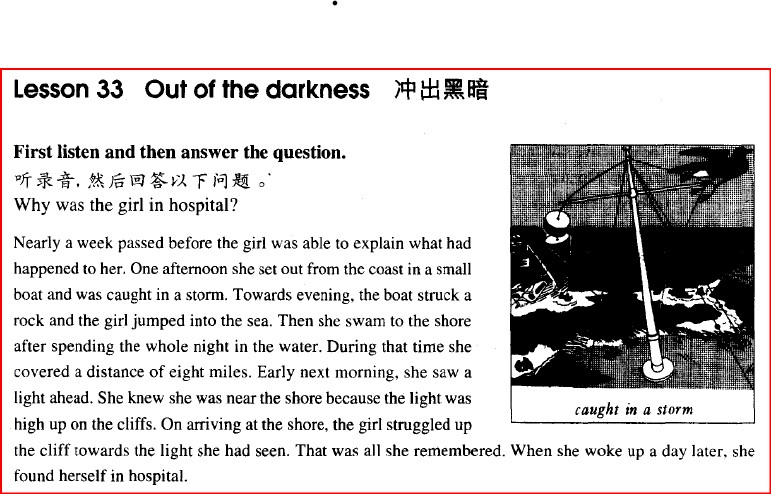 Lesson 33 Out of the darkness 冲出黑暗
First listen and then answer the question.
听录音，然后回答以下问题。
Why was the girl in hospital?
Nearly a week passed before the girl was able to explain what had
happened to her. One afternoon she set out from the coast in a small
boat and was caught in a storm. Towards evening, the boat struck a
rock and the girl jumped into the sea. Then she swam to the shore
after spending the whole night in the water. During that time she
covered a distance of eight miles. Early next morning, she saw a
light ahead. She knew she was near the shore because the light was
high up on the cliffs. On arriving at the shore, the girl struggled up
the cliff towards the light she had seen. That was all she remembered. When she woke up a day later, she
found herself in hospital.
caught in a storm